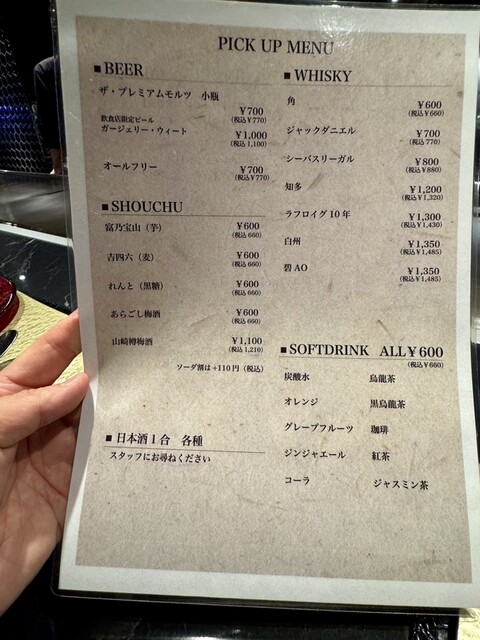 PICK UP MENU
■BEER
ザ・プレミアムモルツ 小瓶
¥700
(税込¥770)
飲食店限定ビール
ガージェリー・ウィート
¥1,000
(税込 1,100)
オールフリー
¥700
(税込¥770)
■SHOUCHU
富乃宝山（芋）
¥600
(税込 660)
吉四六（麦）
¥600
(税込 660)
れんと（黒糖）
¥600
(税込 660)
あらごし梅酒
¥600
(税込 660)
山崎樽梅酒
¥1,100
(税込 1,210)
ソーダ割は+110円（税込）
■日本酒1合 各種
スタッフにお尋ねください
■WHISKY
角
¥600
(税込¥660)
ジャックダニエル
¥700
(税込 770)
シーバスリーガル
¥800
(税込¥880)
知多
¥1,200
(税込¥1,320)
ラフロイグ10年
¥1,300
(税込¥1,430)
白州
¥1,350
(税込¥1,485)
碧AO
¥1,350
(税込¥1,485)
■SOFTDRINK ALL¥600
(税込¥660)
炭酸水 烏龍茶
オレンジ 黒烏龍茶
グレープフルーツ 珈琲
ジンジャエール 紅茶
コーラ ジャスミン茶